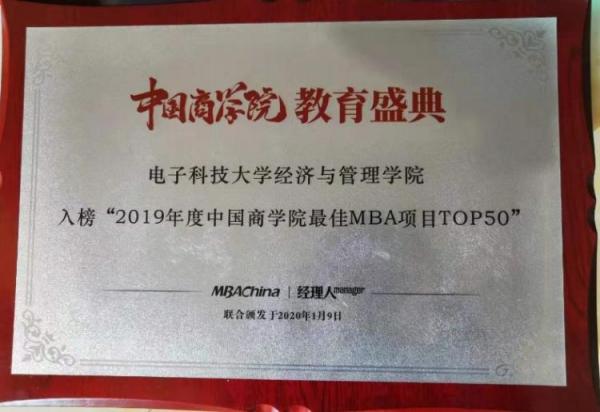 中国商学院 教育盛典
电子科技大学经济与管理学院
入榜“2019年度中国商学院最佳MBA项目TOP50”
MBAChina | 经理人manager
联合颁发于2020年1月9日